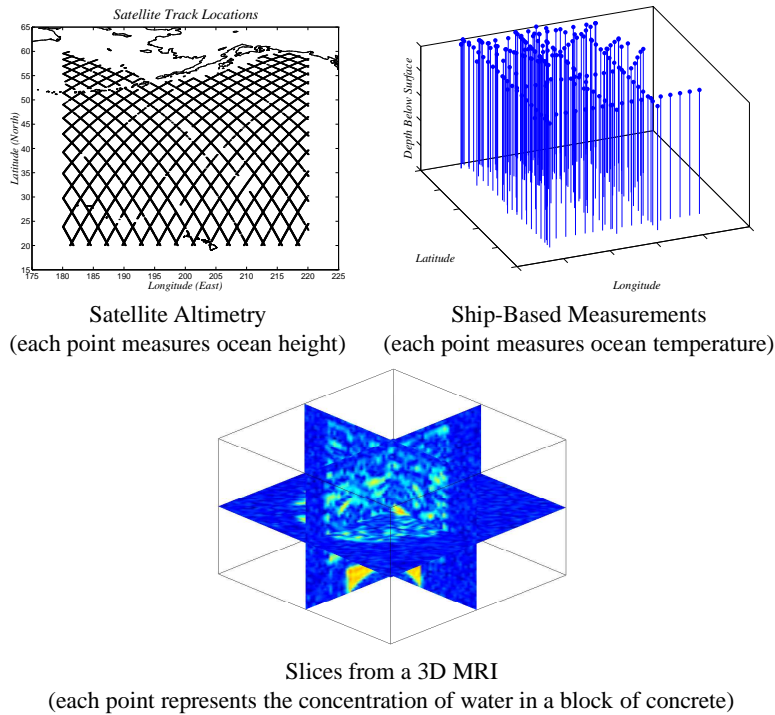 Satellite Track Locations
65
60
55
50
45
40
35
30
25
20
15
Latitude (North)
175 180 185 190 195 200 205 210 215 220 225
Longitude (East)
Depth Below Surface
Latitude
Longitude
Satellite Altimetry
(each point measures ocean height)
Ship-Based Measurements
(each point measures ocean temperature)
Slices from a 3D MRI
(each point represents the concentration of water in a block of concrete)